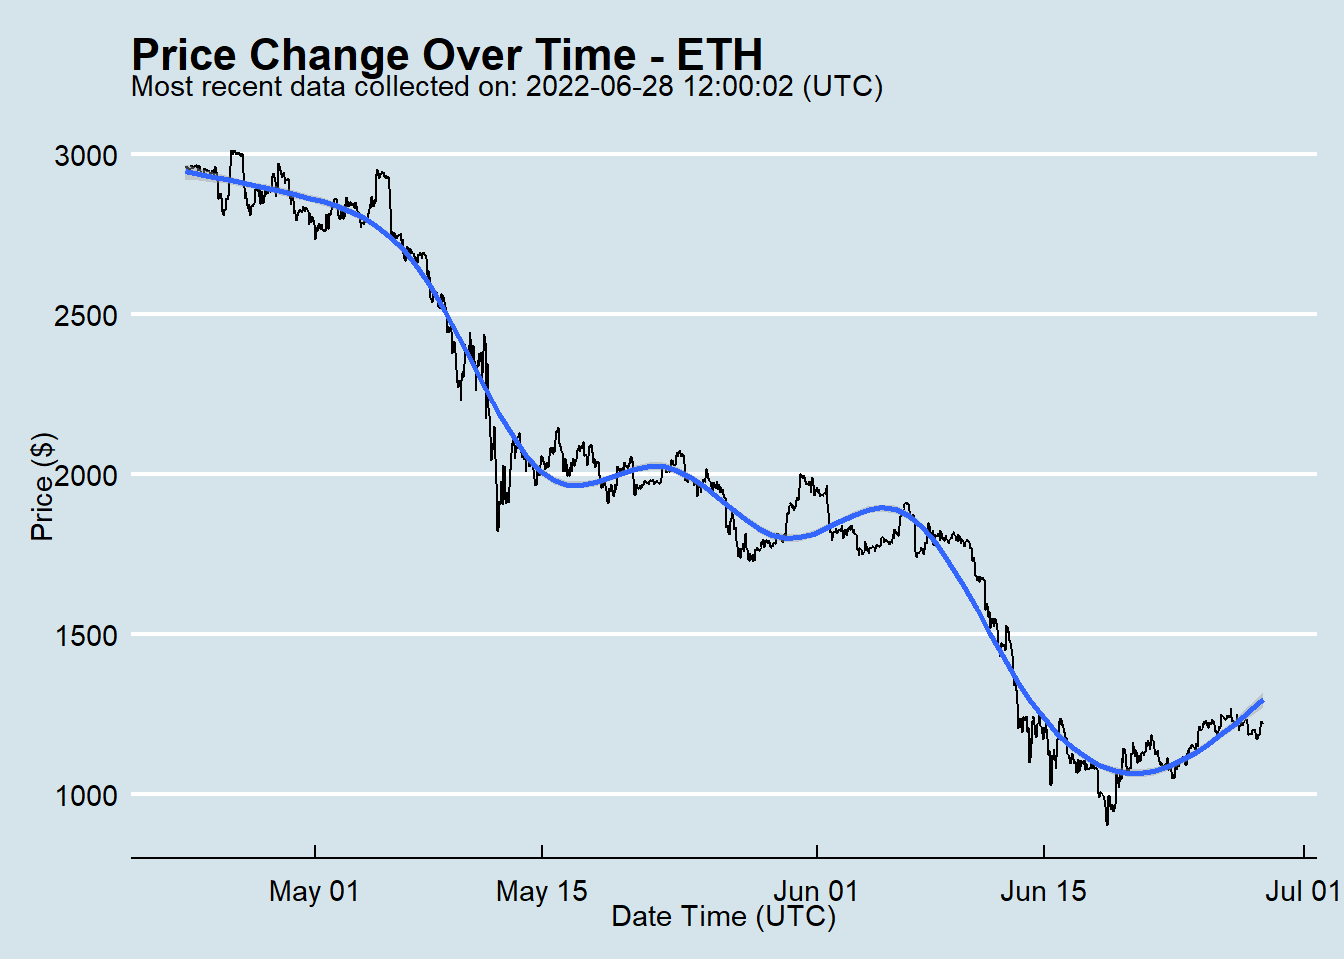 Price Change Over Time - ETH
Most recent data collected on: 2022-06-28 12:00:02 (UTC)
3000
2500
2000
1500
1000
Price ($)
May 01
May 15
Jun 01
Jun 15
Jul 01
Date Time (UTC)